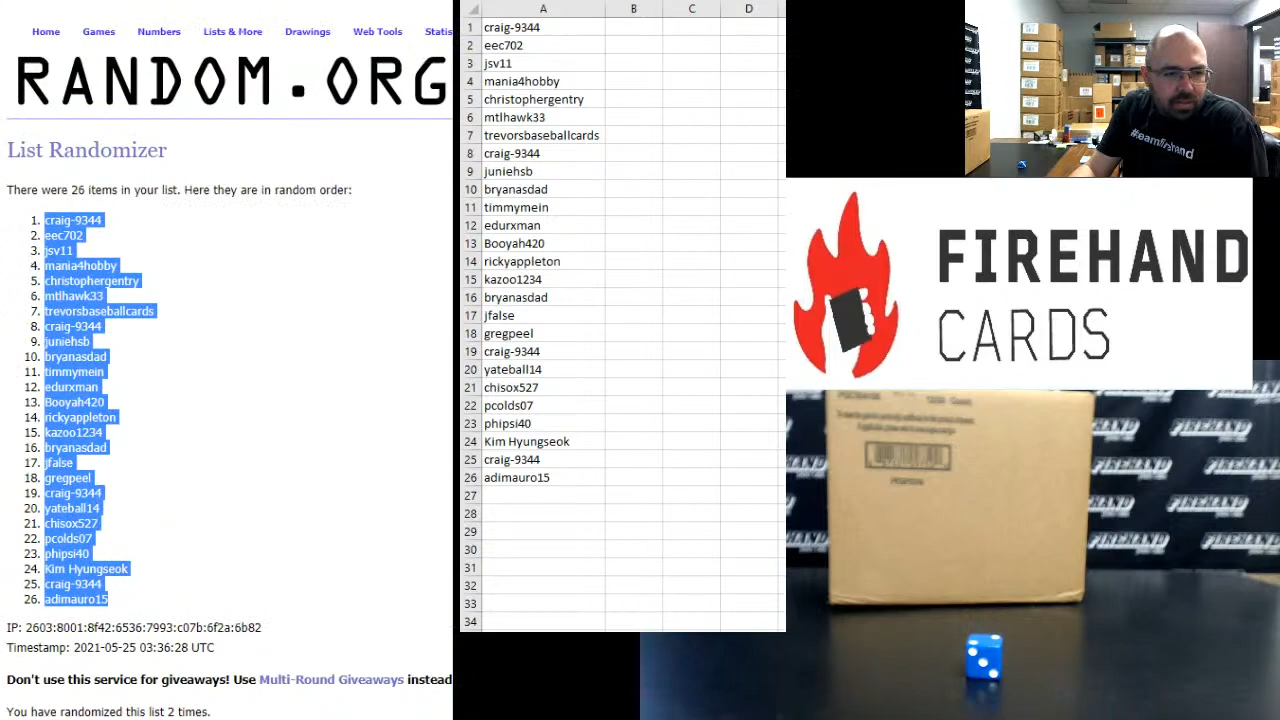 Home Games Numbers Lists & More Drawings Web Tools Statis
RANDOM.ORG
List Randomizer
There were 26 items in your list. Here they are in random order:
1. craig-9344
2. eec702
3. jsv11
4. mania4hobby
5. christophergentry
6. mtlhawk33
7. trevorsbaseballcards
8. craig-9344
9. juniehsb
10. bryanasdad
11. timmymein
12. edurxman
13. Booyah420
14. rickyappleton
15. kazoo1234
16. bryanasdad
17. jfalse
18. gregpeel
19. craig-9344
20. yateball14
21. chisox527
22. pcolds07
23. phipsi40
24. Kim Hyungseok
25. craig-9344
26. adimauro15
IP: 2603:8001:8f42:6536:7993:c07b:6f2a:6b82
Timestamp: 2021-05-25 03:36:28 UTC
Don't use this service for giveaways! Use Multi-Round Giveaways instead
You have randomized this list 2 times.
A B C D
1 craig-9344
2 eec702
3 jsv11
4 mania4hobby
5 christophergentry
6 mtlhawk33
7 trevorsbaseballcards
8 craig-9344
9 juniehsb
10 bryanasdad
11 timmymein
12 edurxman
13 Booyah420
14 rickyappleton
15 kazoo1234
16 bryanasdad
17 jfalse
18 gregpeel
19 craig-9344
20 yateball14
21 chisox527
22 pcolds07
23 phipsi40
24 Kim Hyungseok
25 craig-9344
26 adimauro15
27
28
29
30
31
32
33
34
#teamfirehand
FIREHAND
CARDS
FIREHAND
FIREHAND
FIREHAND
FIREHAND